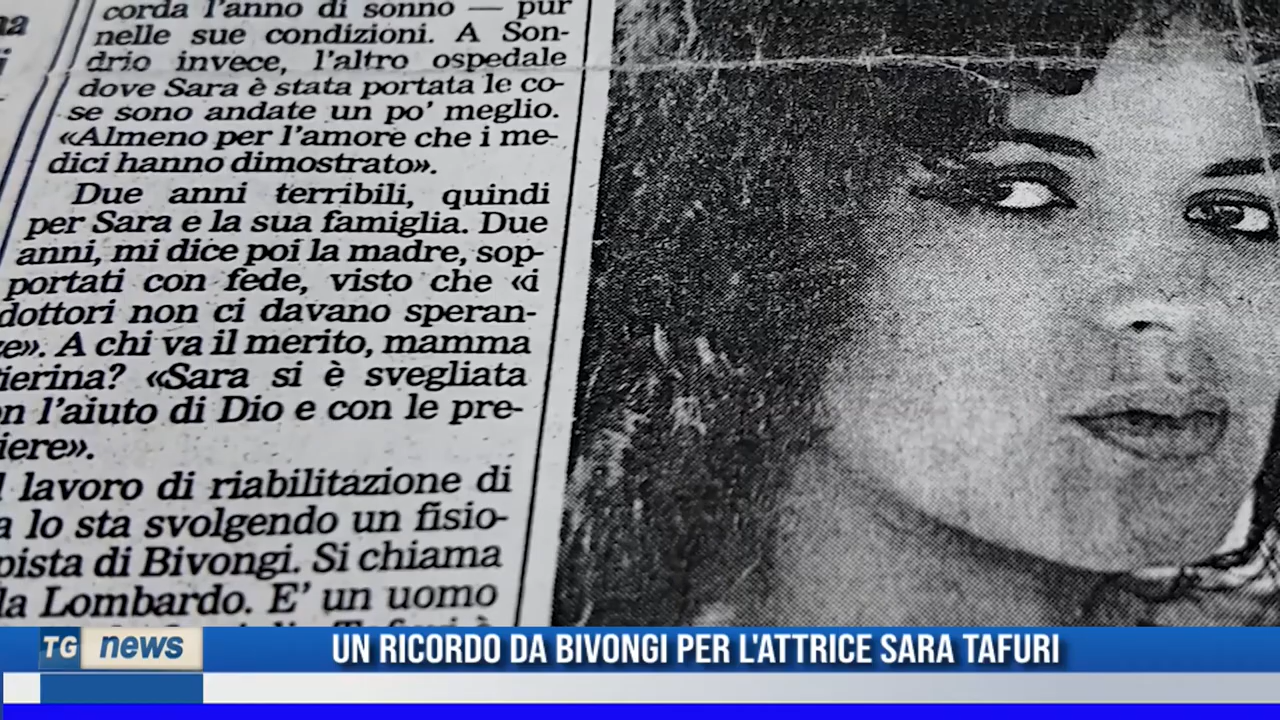 corda l'anno di sonno — pur
nelle sue condizioni. A Son-
drio invece, l'altro ospedale
dove Sara è stata portata le co-
se sono andate un po' meglio.
«Almeno per l'amore che i me-
dici hanno dimostrato».
Due anni terribili, quindi
per Sara e la sua famiglia. Due
anni, mi dice poi la madre, sop-
portati con fede, visto che «i
dottori non ci davano speran-
ze». A chi va il merito, mamma
ierina? «Sara si è svegliata
on l'aiuto di Dio e con le pre-
iere».
l lavoro di riabilitazione di
a lo sta svolgendo un fisio-
pista di Bivongi. Si chiama
la Lombardo. E' un uomo
TG news
UN RICORDO DA BIVONGI PER L'ATTRICE SARA TAFURI